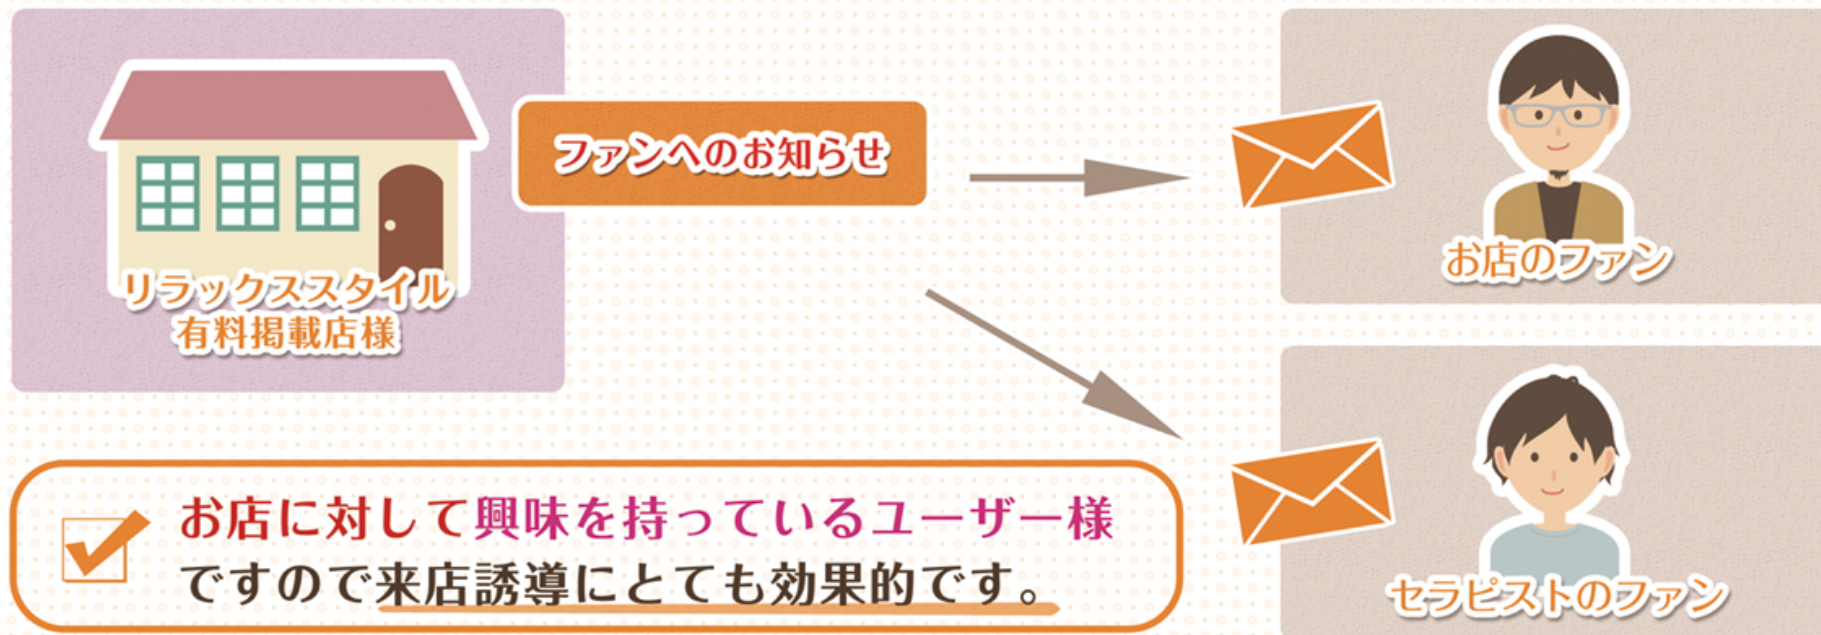 ファンへのお知らせ
リラックススタイル
有料掲載店様
お店のファン
お店に対して興味を持っているユーザー様
ですので来店誘導にとても効果的です。
セラピストのファン